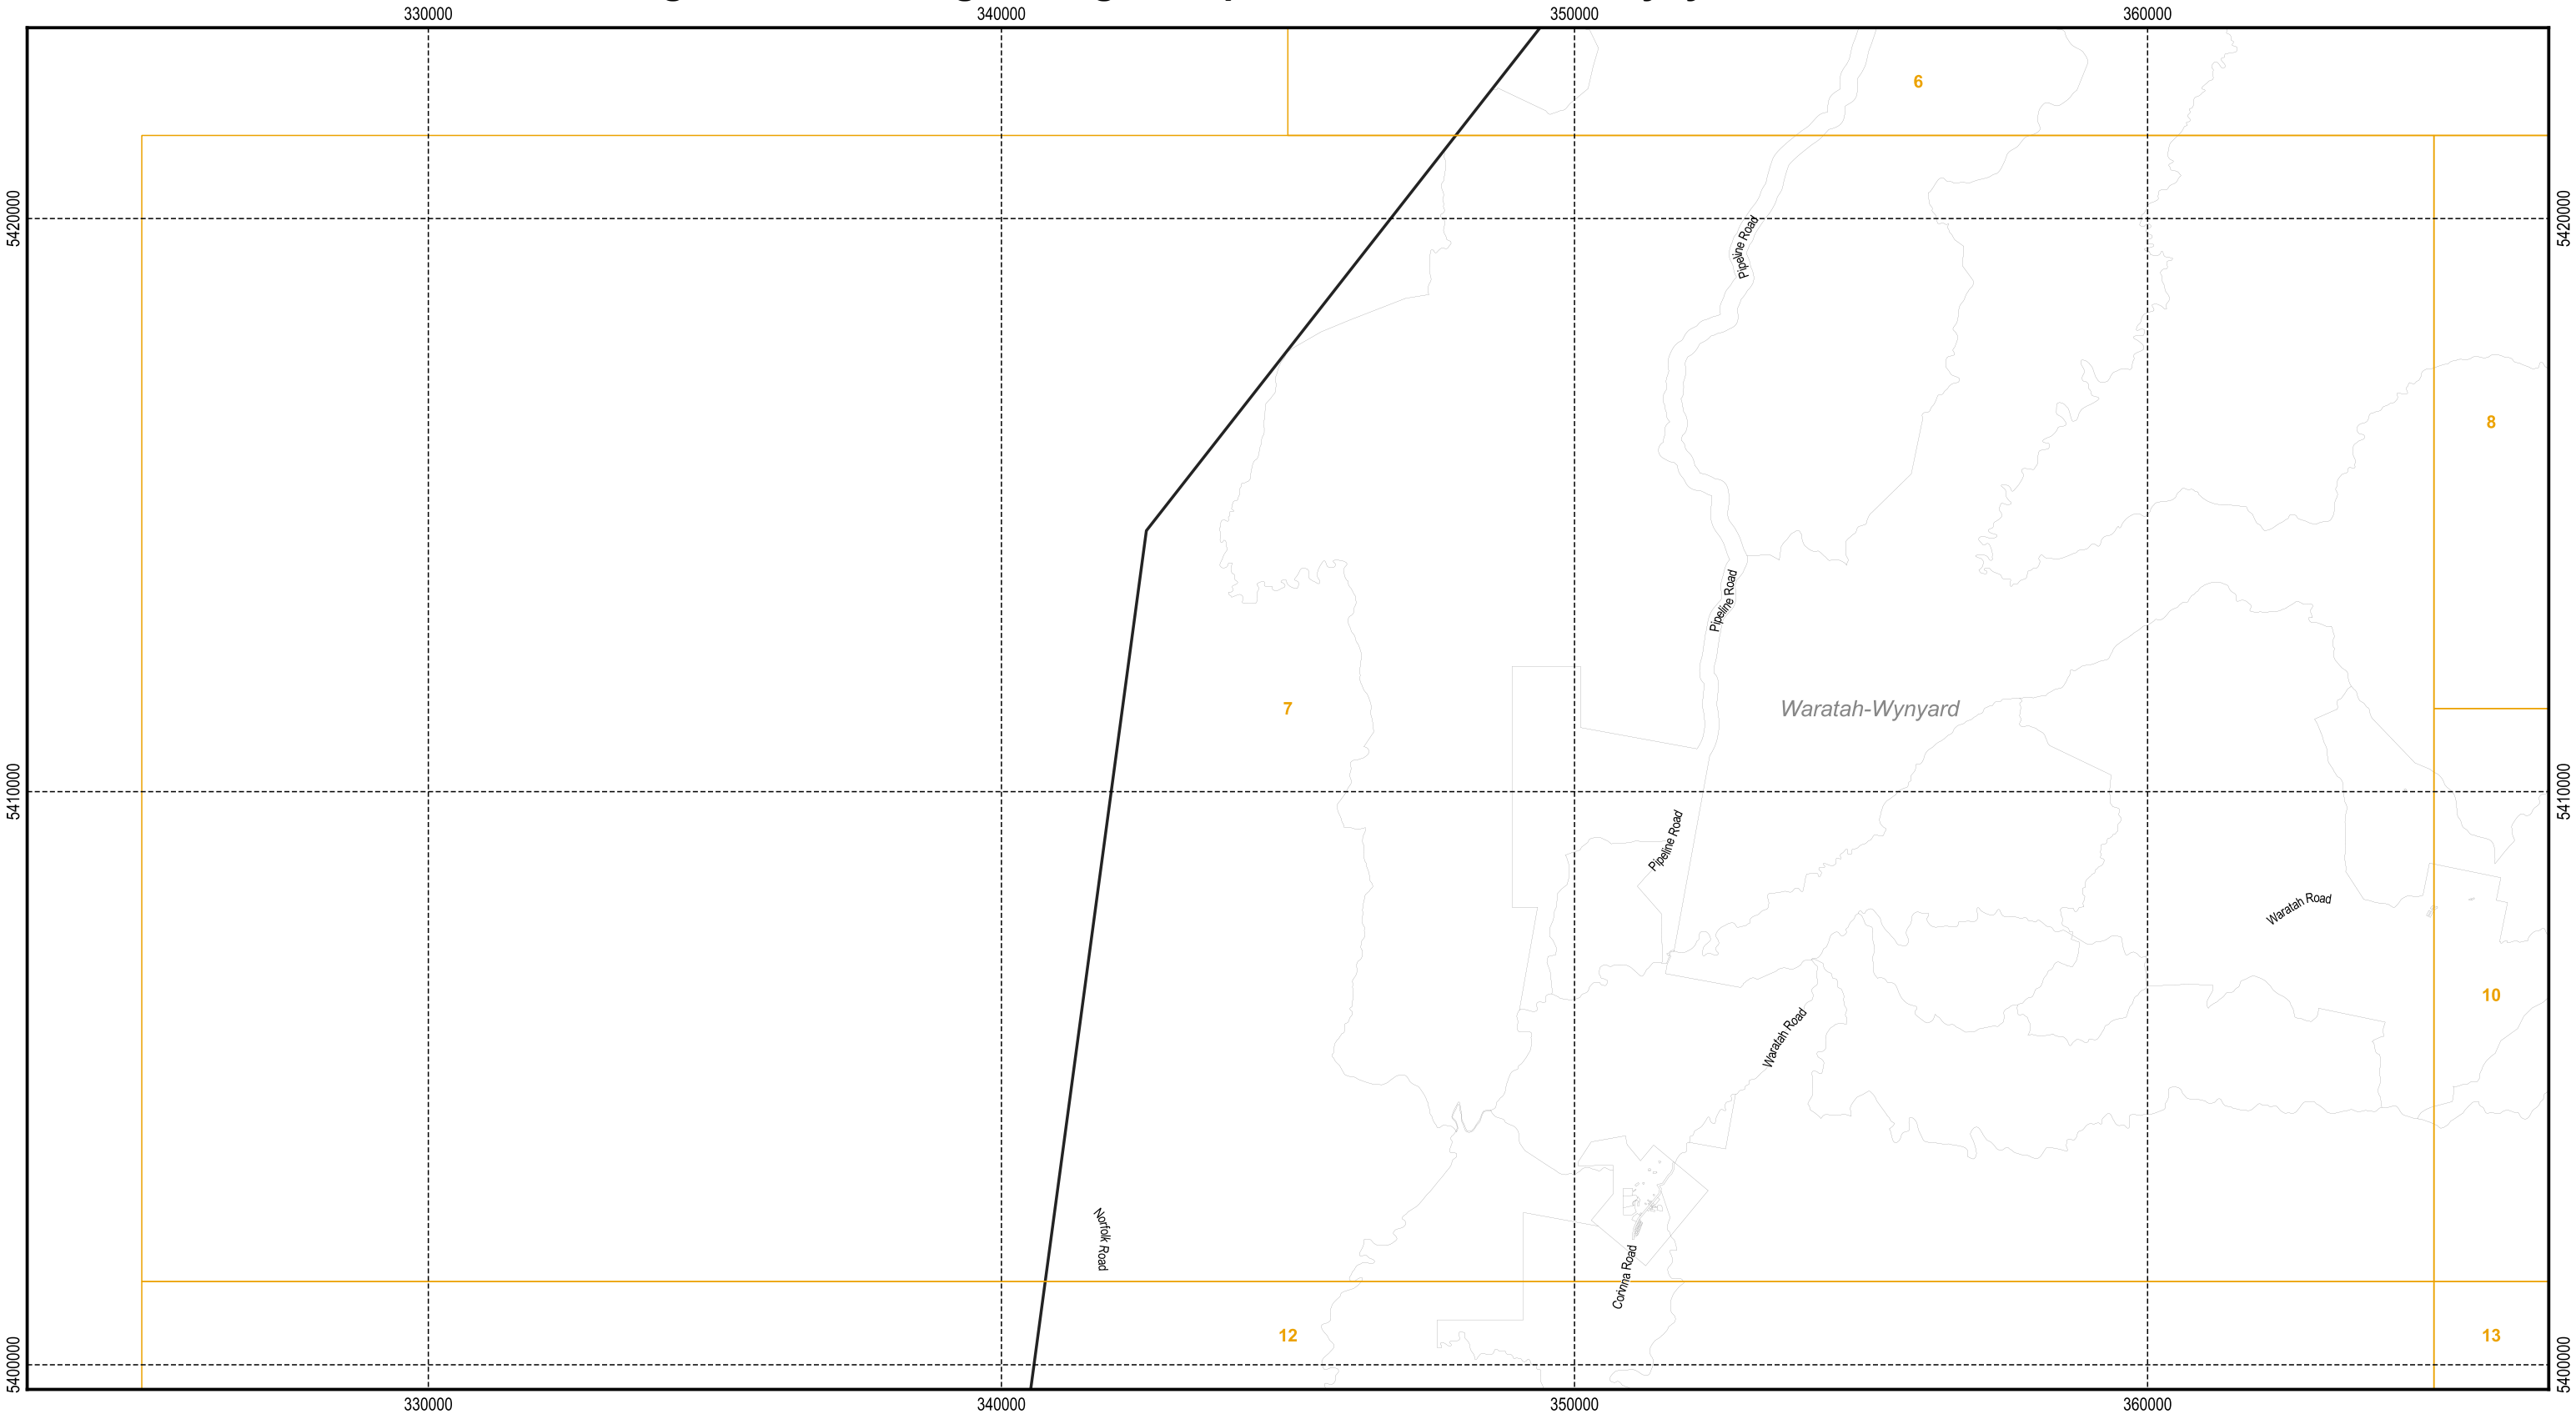 330000
340000
350000
360000
6
5420000
5420000
Pipeline Road
8
Pipeline Road
7
Waratah-Wynyard
5410000
5410000
Pipeline Road
Waratah Road
10
Waratah Road
Norfolk Road
Corinna Road
12
13
5400000
5400000
330000
340000
350000
360000